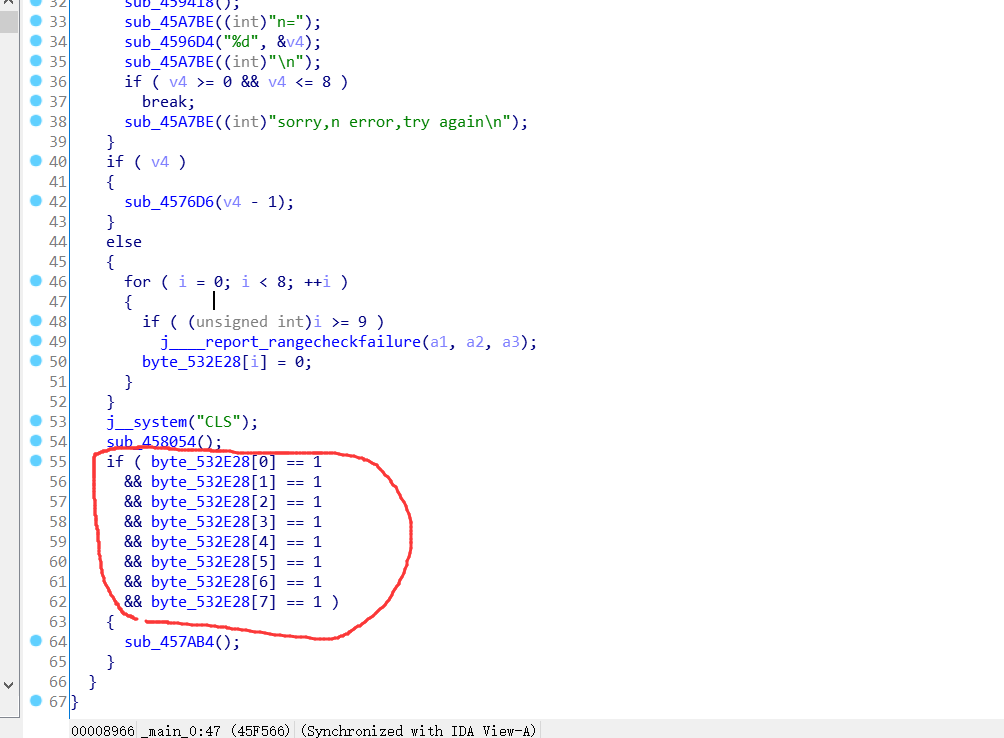 32 sub_459418();
33 sub_45A7BE((int)"n=");
34 sub_4596D4("%d", &v4);
35 sub_45A7BE((int)"\n");
36 if ( v4 >= 0 && v4 <= 8 )
37 break;
38 sub_45A7BE((int)"sorry,n error,try again\n");
39 }
40 if ( v4 )
41 {
42 sub_4576D6(v4 - 1);
43 }
44 else
45 {
46 for ( i = 0; i < 8; ++i )
47 {
48 if ( (unsigned int)i >= 9 )
49 j____report_rangecheckfailure(a1, a2, a3);
50 byte_532E28[i] = 0;
51 }
52 }
53 j__system("CLS");
54 sub_458054();
55 if ( byte_532E28[0] == 1
56 && byte_532E28[1] == 1
57 && byte_532E28[2] == 1
58 && byte_532E28[3] == 1
59 && byte_532E28[4] == 1
60 && byte_532E28[5] == 1
61 && byte_532E28[6] == 1
62 && byte_532E28[7] == 1 )
63 {
64 sub_457AB4();
65 }
66 }
67 }
00008966 _main_0:47 (45F566) (Synchronized with IDA View-A)